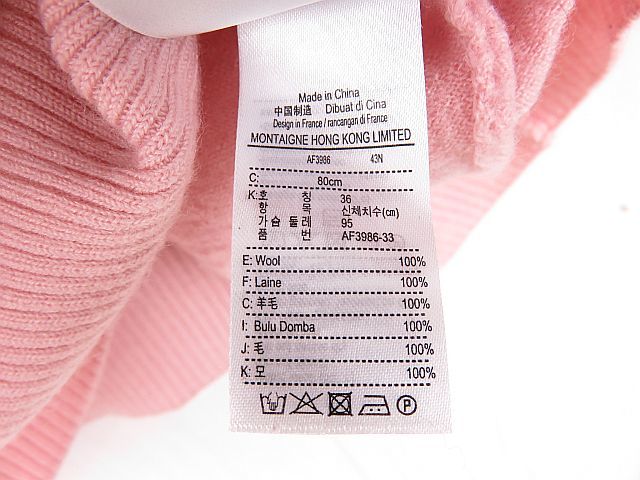 Made in China
中国制造 Dibuat di Cina
Design in France / rancangan di France
MONTAIGNE HONG KONG LIMITED
AF3986 43N
C: 80cm
K:호 칭 36
항 목 신체치수(cm)
가슴 둘레 95
품 번 AF3986-33
E: Wool 100%
F: Laine 100%
C: 羊毛 100%
I: Bulu Domba 100%
J: 毛 100%
K: 모 100%
P